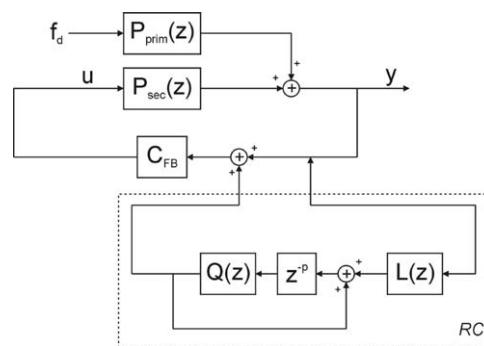 f_d P_prim(z)
+
u P_sec(z) + + y
C_FB + +
+
Q(z) z^-p + + L(z)
+
RC